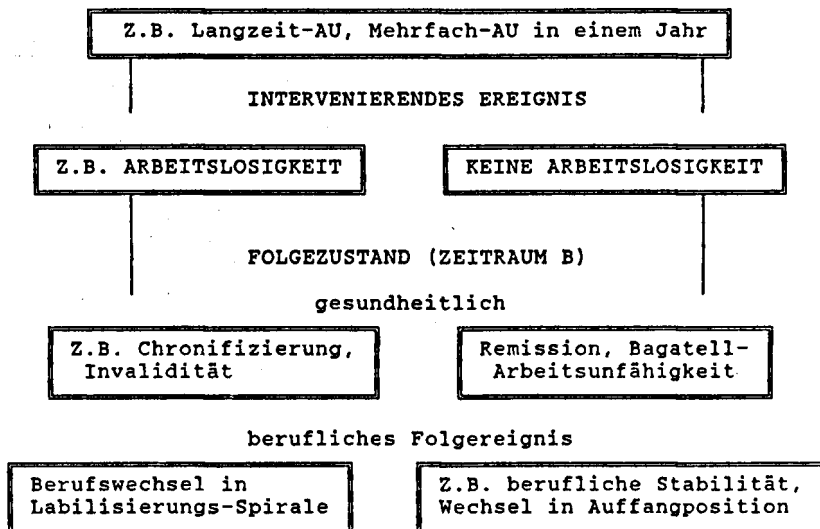 Z.B. Langzeit-AU, Mehrfach-AU in einem Jahr
INTERVENIERENDES EREIGNIS
Z.B. ARBEITSLOSIGKEIT
KEINE ARBEITSLOSIGKEIT
FOLGEZUSTAND (ZEITRAUM B)
gesundheitlich
Z.B. Chronifizierung,
Invalidität
Remission, Bagatell-
Arbeitsunfähigkeit
berufliches Folgereignis
Berufswechsel in
Labilisierungs-Spirale
Z.B. berufliche Stabilität,
Wechsel in Auffangposition